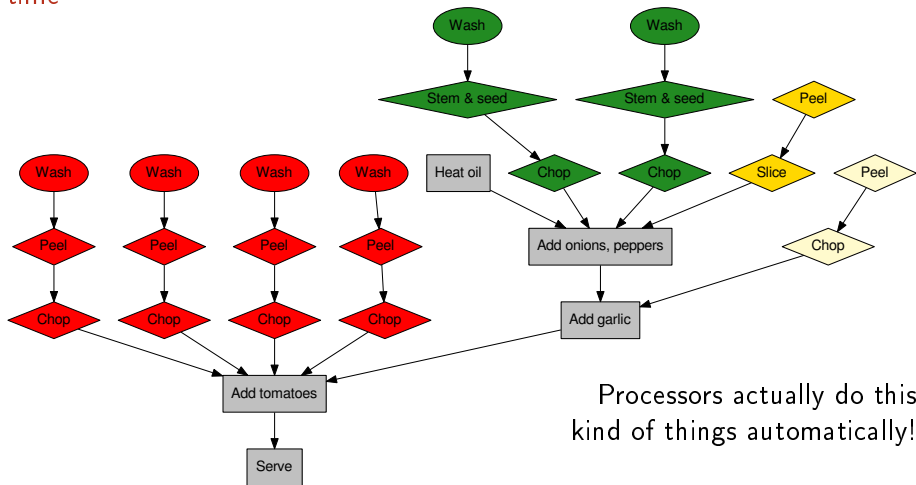 time
Wash
Wash
Stem & seed
Stem & seed
Peel
Wash
Wash
Wash
Wash
Heat oil
Chop
Chop
Slice
Peel
Peel
Peel
Peel
Peel
Add onions, peppers
Chop
Chop
Chop
Chop
Chop
Add garlic
Add tomatoes
Processors actually do this
kind of things automatically!
Serve